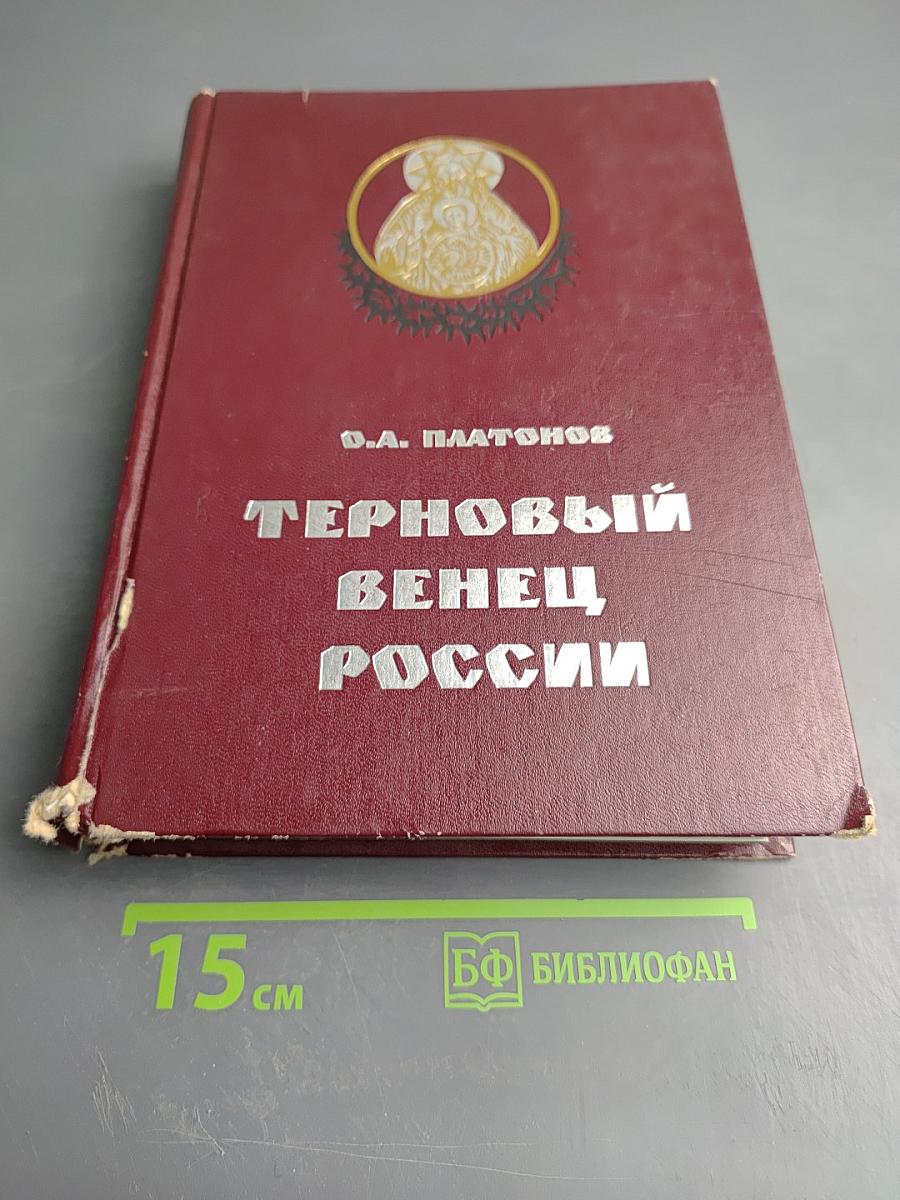 О.А. ПЛАТОНОВ
ТЕРНОВЫЙ
ВЕНЕЦ
РОССИИ
15 см
БФ БИБЛИОФАН